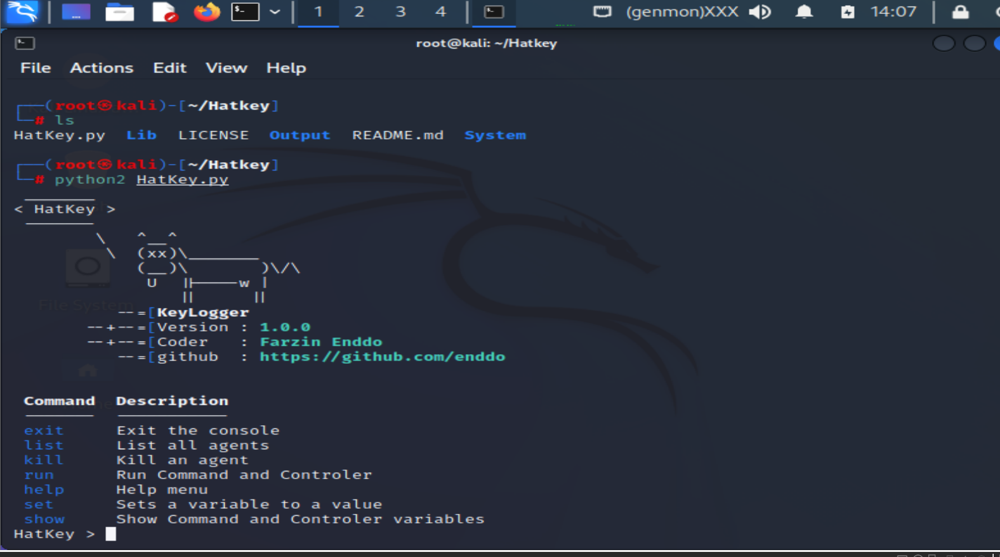 1 2 3 4 (genmon)XXX 14:07
root@kali: ~/Hatkey
File Actions Edit View Help
(root㉿kali)-[~/Hatkey]
# ls
HatKey.py Lib LICENSE Output README.md System
(root㉿kali)-[~/Hatkey]
# python2 HatKey.py
< HatKey >
\ ^__^
\ (xx)\_______
(__)\ )\/\
U ||----w |
|| ||
--=[KeyLogger
--+--=[Version : 1.0.0
--+--=[Coder : Farzin Enddo
--=[github : https://github.com/enddo
Command Description
exit Exit the console
list List all agents
kill Kill an agent
run Run Command and Controler
help Help menu
set Sets a variable to a value
show Show Command and Controler variables
HatKey >
File System